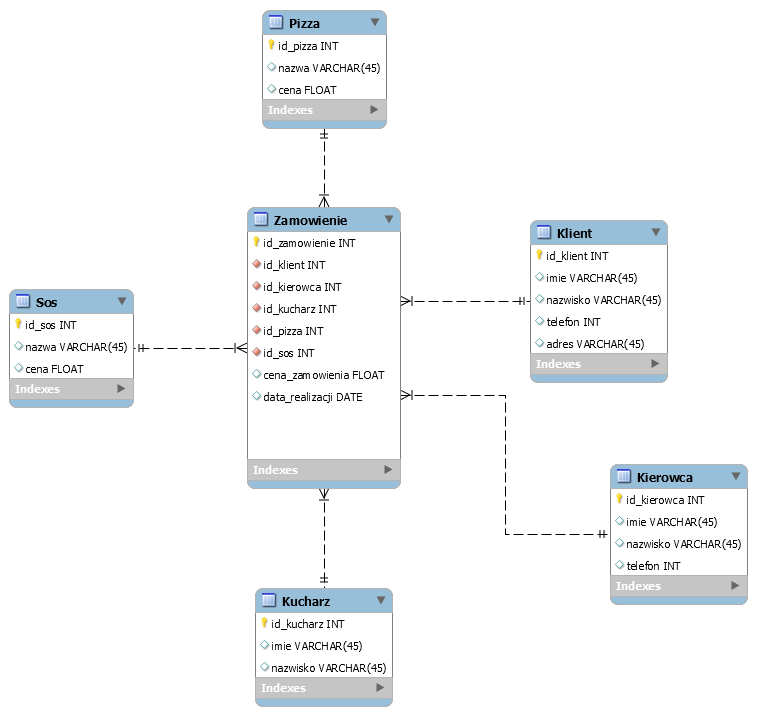 Pizza
id_pizza INT
nazwa VARCHAR(45)
cena FLOAT
Indexes
Zamowienie
id_zamowienie INT
id_klient INT
id_kierowca INT
id_kucharz INT
id_pizza INT
id_sos INT
cena_zamowienia FLOAT
data_realizacji DATE
Indexes
Klient
id_klient INT
imie VARCHAR(45)
nazwisko VARCHAR(45)
telefon INT
adres VARCHAR(45)
Indexes
Sos
id_sos INT
nazwa VARCHAR(45)
cena FLOAT
Indexes
Kierowca
id_kierowca INT
imie VARCHAR(45)
nazwisko VARCHAR(45)
telefon INT
Indexes
Kucharz
id_kucharz INT
imie VARCHAR(45)
nazwisko VARCHAR(45)
Indexes